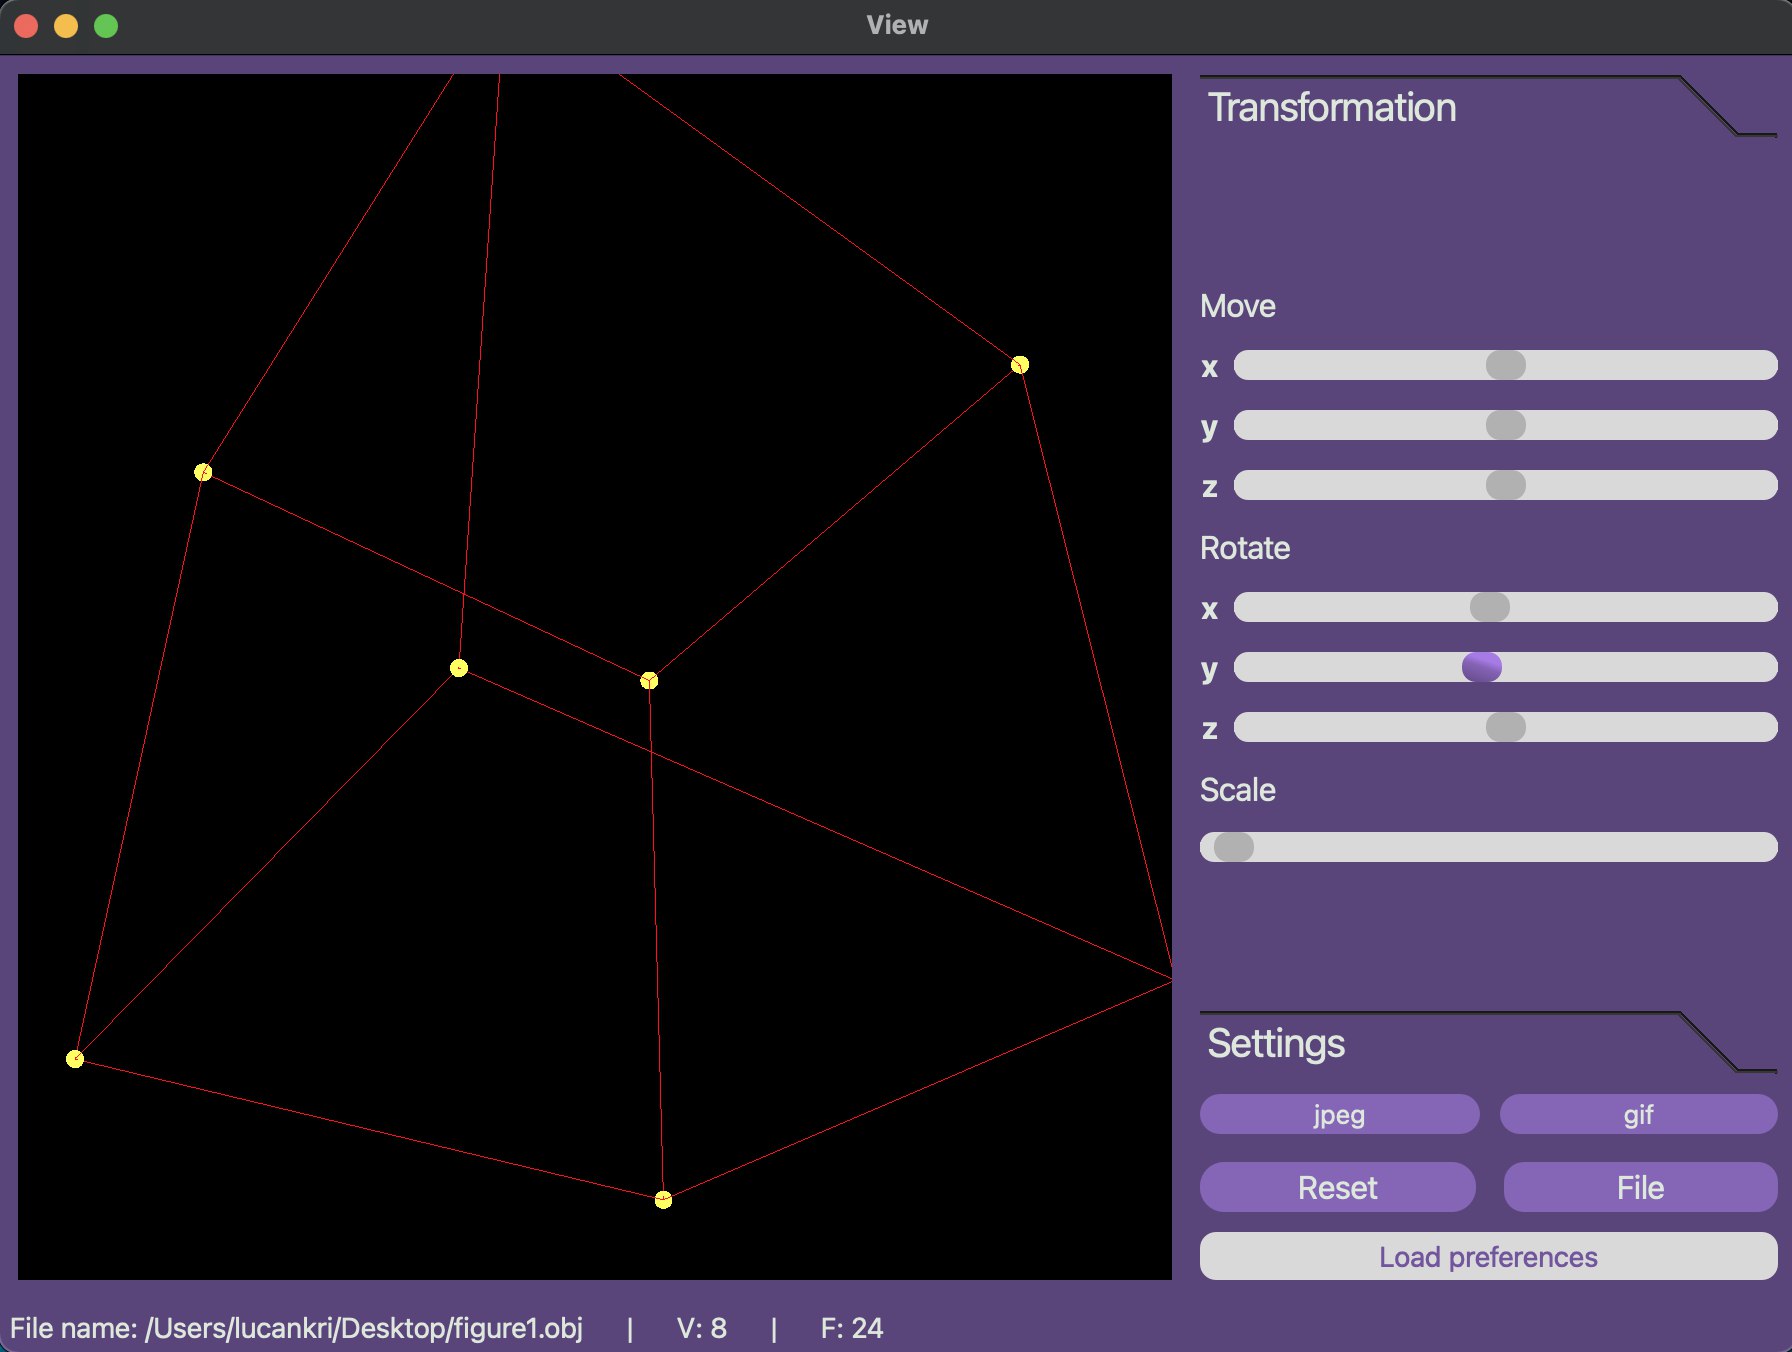 View
Transformation
Move
x
y
z
Rotate
x
y
z
Scale
Settings
jpeg gif
Reset File
Load preferences
File name: /Users/lucankri/Desktop/figure1.obj | V: 8 | F: 24